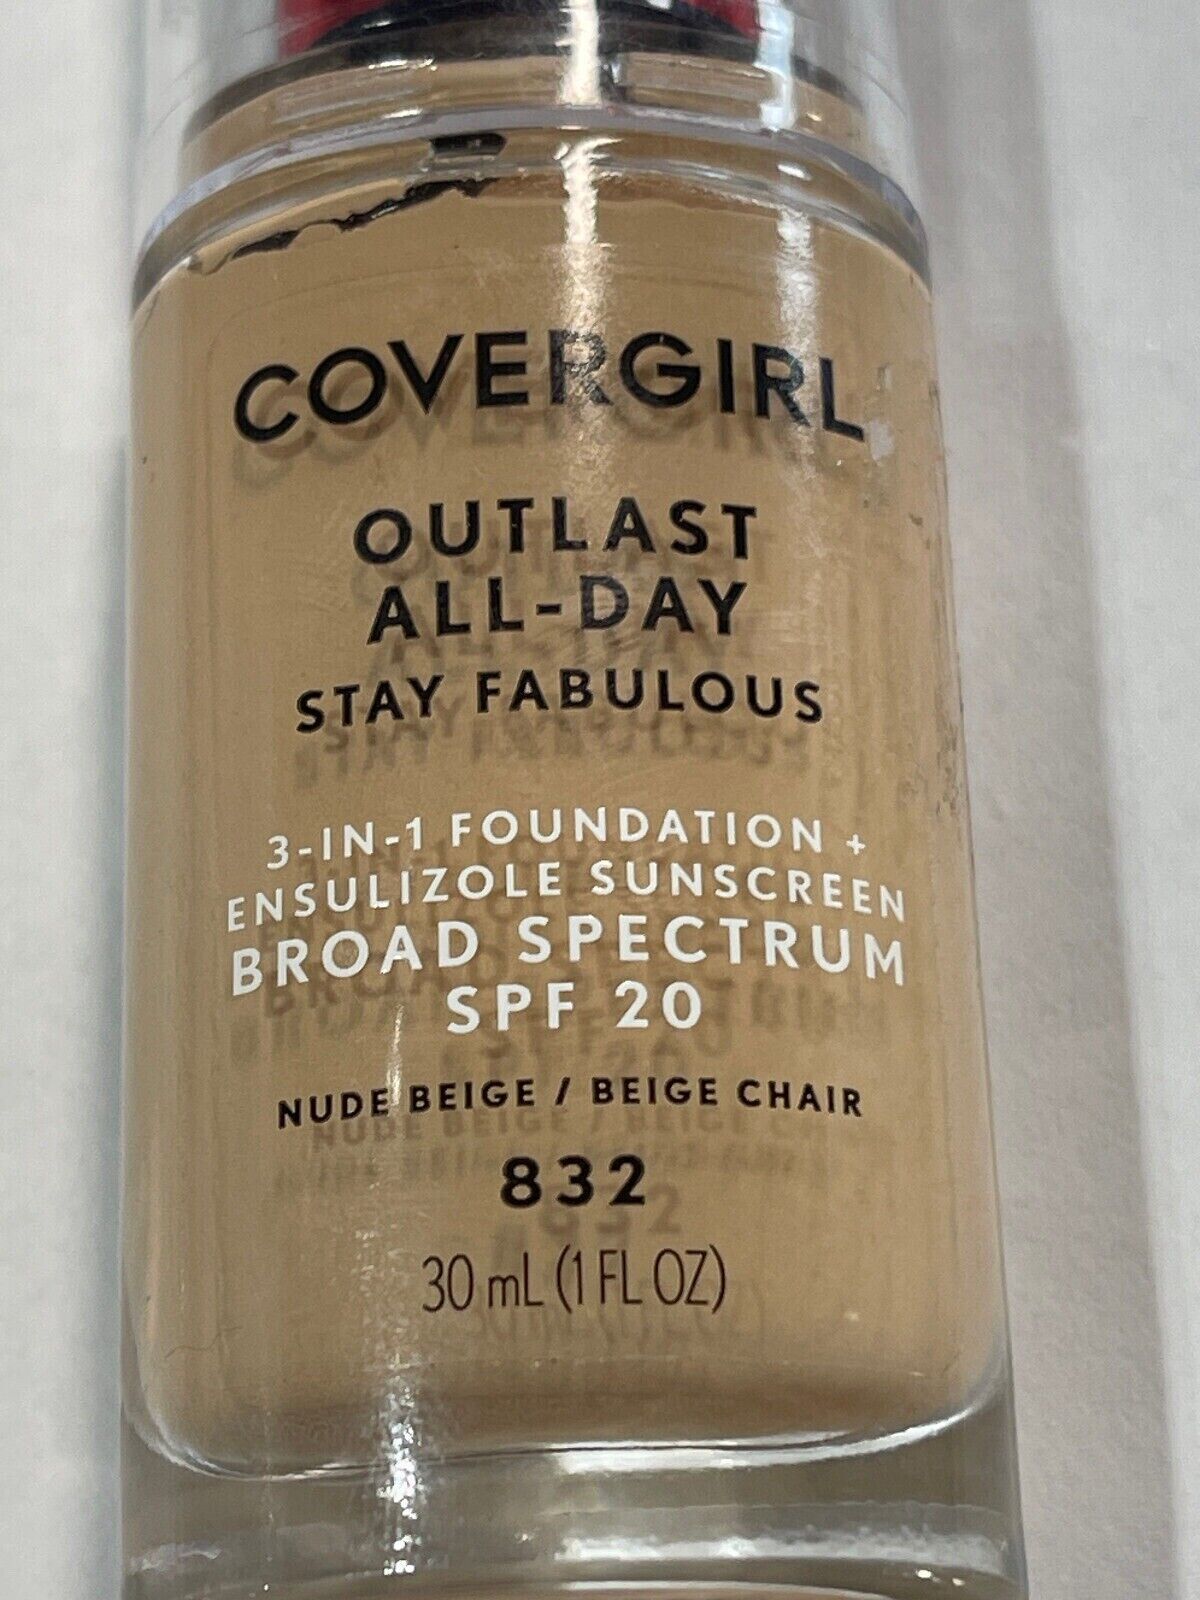 COVERGIRL
OUTLAST
ALL-DAY
STAY FABULOUS
3-IN-1 FOUNDATION +
ENSULIZOLE SUNSCREEN
BROAD SPECTRUM
SPF 20
NUDE BEIGE / BEIGE CHAIR
832
30 mL (1 FL OZ)